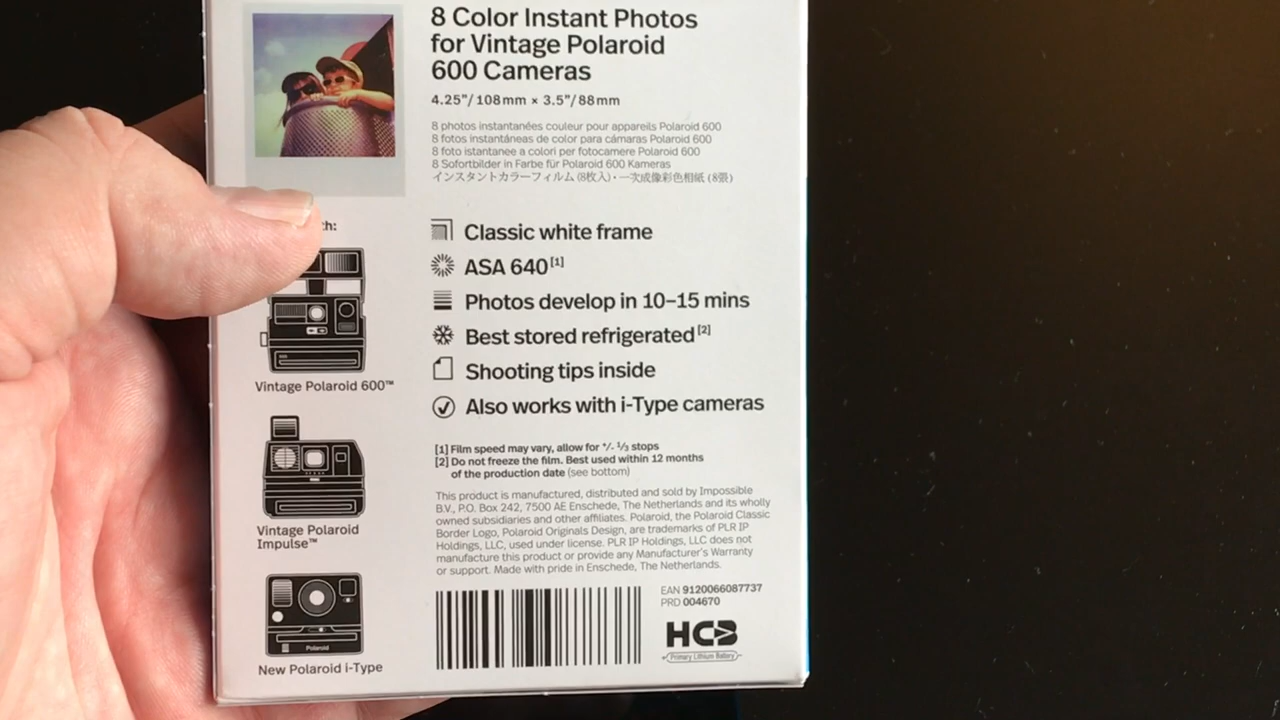 8 Color Instant Photos
for Vintage Polaroid
600 Cameras
4.25”/108mm × 3.5”/88mm
8 photos instantanées couleur pour appareils Polaroid 600
8 fotos instantáneas de color para cámaras Polaroid 600
8 foto istantanee a colori per fotocamere Polaroid 600
8 Sofortbilder in Farbe für Polaroid 600 Kameras
インスタントカラーフィルム (8枚入)・一次成像彩色相紙 (8張)
Classic white frame
ASA 640[1]
Photos develop in 10–15 mins
Best stored refrigerated[2]
Shooting tips inside
Also works with i-Type cameras
[1] Film speed may vary, allow for +/- 1/3 stops
[2] Do not freeze the film. Best used within 12 months
of the production date (see bottom)
This product is manufactured, distributed and sold by Impossible
B.V., P.O. Box 242, 7500 AE Enschede, The Netherlands and its wholly
owned subsidiaries and other affiliates. Polaroid, the Polaroid Classic
Border Logo, Polaroid Originals Design, are trademarks of PLR IP
Holdings, LLC, used under license. PLR IP Holdings, LLC does not
manufacture this product or provide any Manufacturer's Warranty
or support. Made with pride in Enschede, The Netherlands.
EAN 9120066087737
PRD 004670
HCB
Primary Lithium Battery
Vintage Polaroid 600™
Vintage Polaroid
Impulse™
Polaroid
New Polaroid i-Type